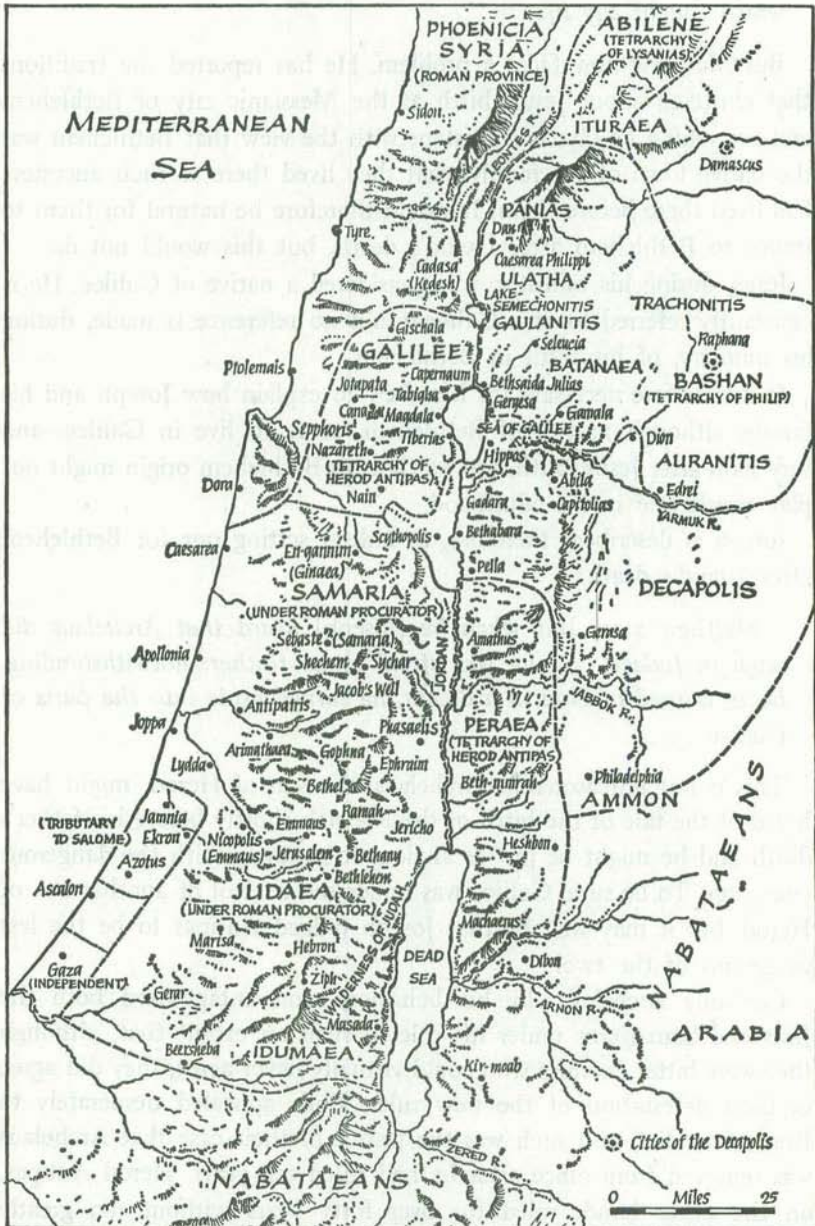 PHOENICIA
SYRIA
(ROMAN PROVINCE)
ABILENE
(TETRARCHY
OF LYSANIAS)
MEDITERRANEAN
SEA
Sidon
LEONTES R.
ITURAEA
Damascus
PANIAS
Dan
Tyre
Caesarea Philippi
Cadasa
(Kedesh)
ULATHA
LAKE
SEMECHONITIS
TRACHONITIS
Gischala
GAULANITIS
GALILEE
Seleucia
Raphana
Ptolemais
Capernaum
BATANAEA
Jotapata
Tabigha
Bethsaida Julias
BASHAN
(TETRARCHY OF PHILIP)
Cana
Magdala
Gergesa
Gamala
Sepphoris
Tiberias
SEA OF GALILEE
Dion
Nazareth
Hippos
AURANITIS
(TETRARCHY OF
HEROD ANTIPAS)
Abila
Dora
Nain
Edrei
Gadara
Capitolias
YARMUK R.
Bethabara
Caesarea
Scythopolis
En-gannim
(Ginaea)
Pella
SAMARIA
(UNDER ROMAN PROCURATOR)
DECAPOLIS
Sebaste (Samaria)
Amathus
Gerasa
Apollonia
Shechem
Sychar
JORDAN R.
Jacob's Well
JABBOK R.
Antipatris
Joppa
Phasaelis
PERAEA
(TETRARCHY OF
HEROD ANTIPAS)
Arimathaea
Gophna
Ephraim
Lydda
Philadelphia
Bethel
Beth-nimrah
AMMON
Ramah
(TRIBUTARY
TO SALOME)
Jamnia
Emmaus
Jericho
Ekron
Nicopolis
(Emmaus)
Heshbon
Azotus
Jerusalem
Bethany
Bethlehem
Ascalon
JUDAEA
(UNDER ROMAN PROCURATOR)
Machaerus
Marisa
WILDERNESS OF JUDAEA
NABATAEANS
Gaza
(INDEPENDENT)
Hebron
DEAD
SEA
Dibon
Ziph
Gerar
ARNON R.
Masada
ARABIA
Beersheba
IDUMAEA
Kir-moab
Cities of the Decapolis
ZERED R.
NABATAEANS
0 Miles 25